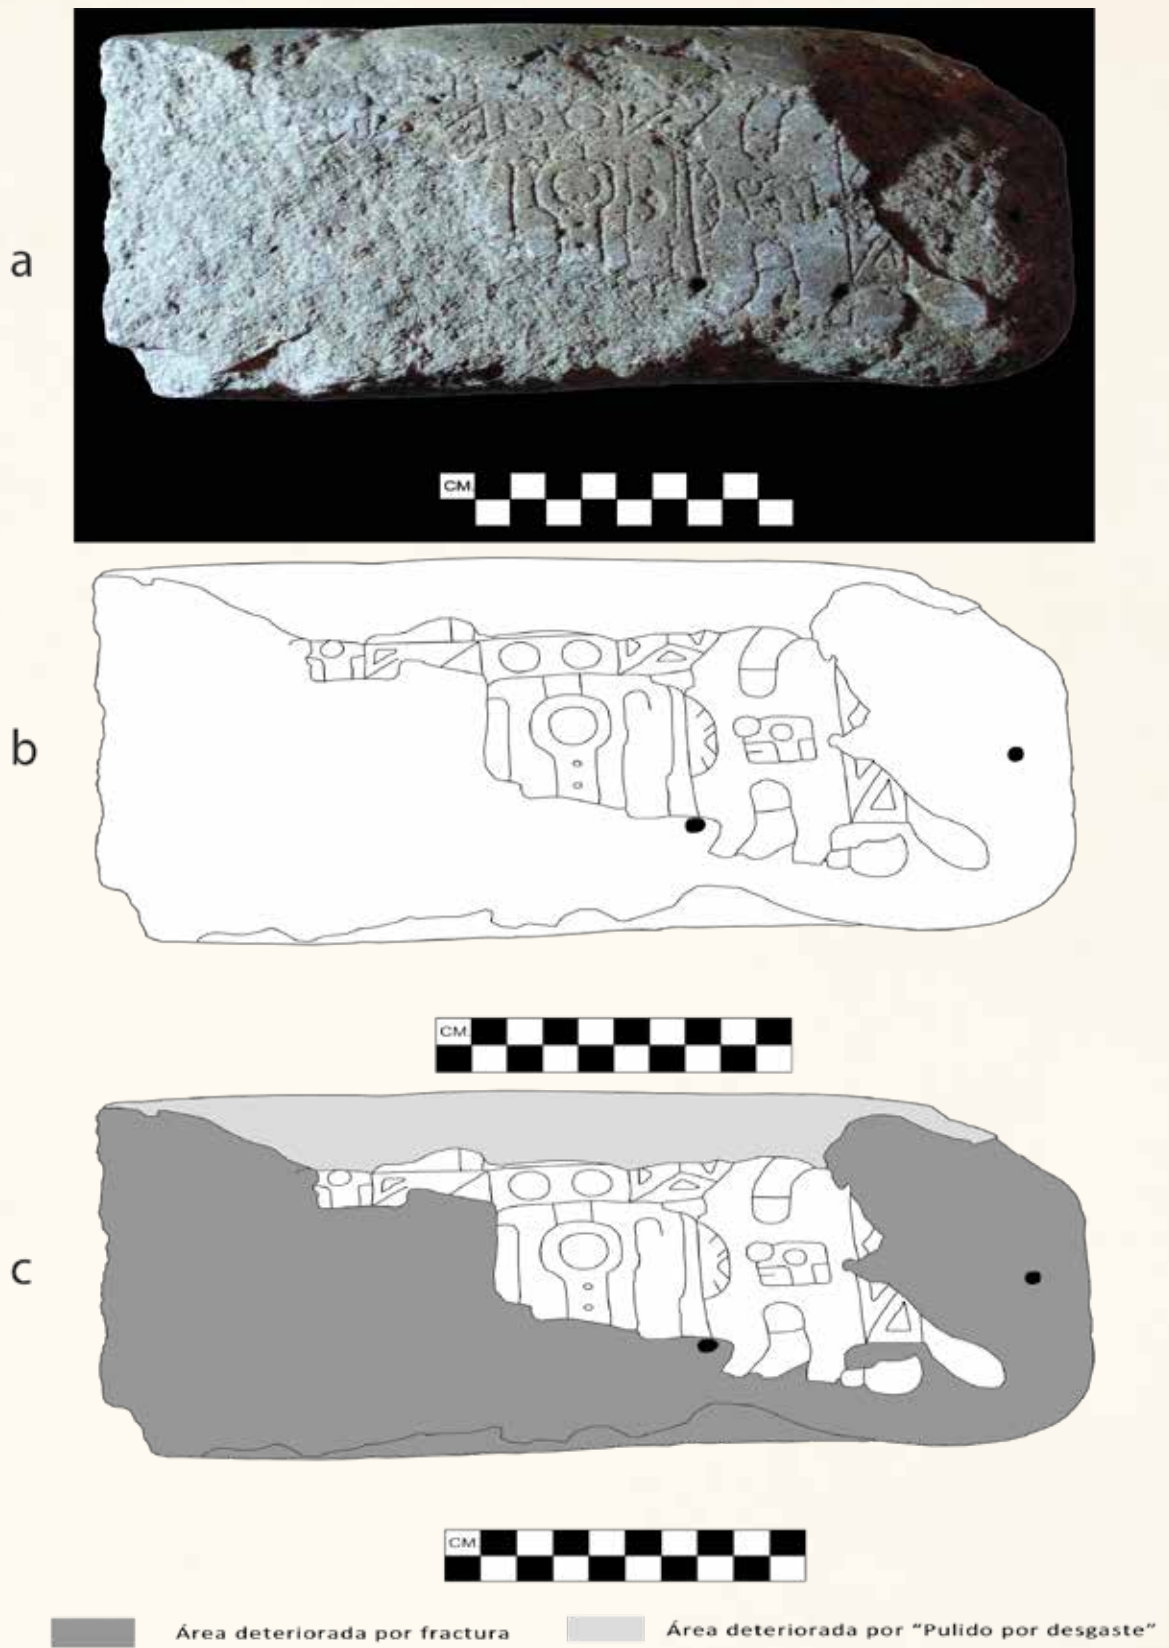 a
CM.
b
CM.
c
CM.
Área deteriorada por fractura
Área deteriorada por “Pulido por desgaste”